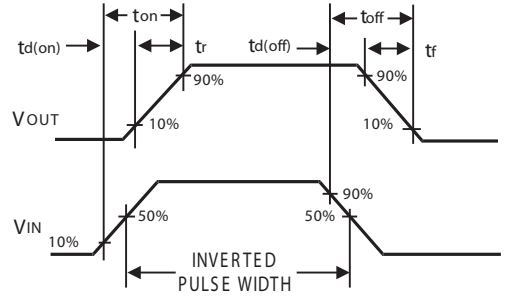 ton toff
td(on) tr td(off) tf
90% 90%
VOUT 10% 10%
90%
50% 50%
VIN 10%
INVERTED
PULSE WIDTH